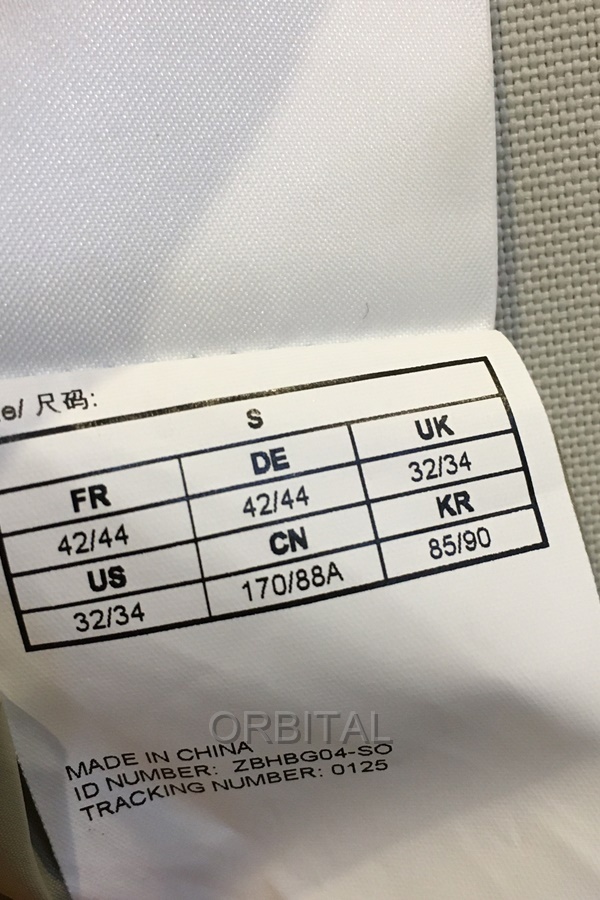 e/ 尺码:
S
FR DE UK
42/44 42/44 32/34
US CN KR
32/34 170/88A 85/90
ORBITAL
MADE IN CHINA
ID NUMBER: ZBHBG04-SO
TRACKING NUMBER: 0125